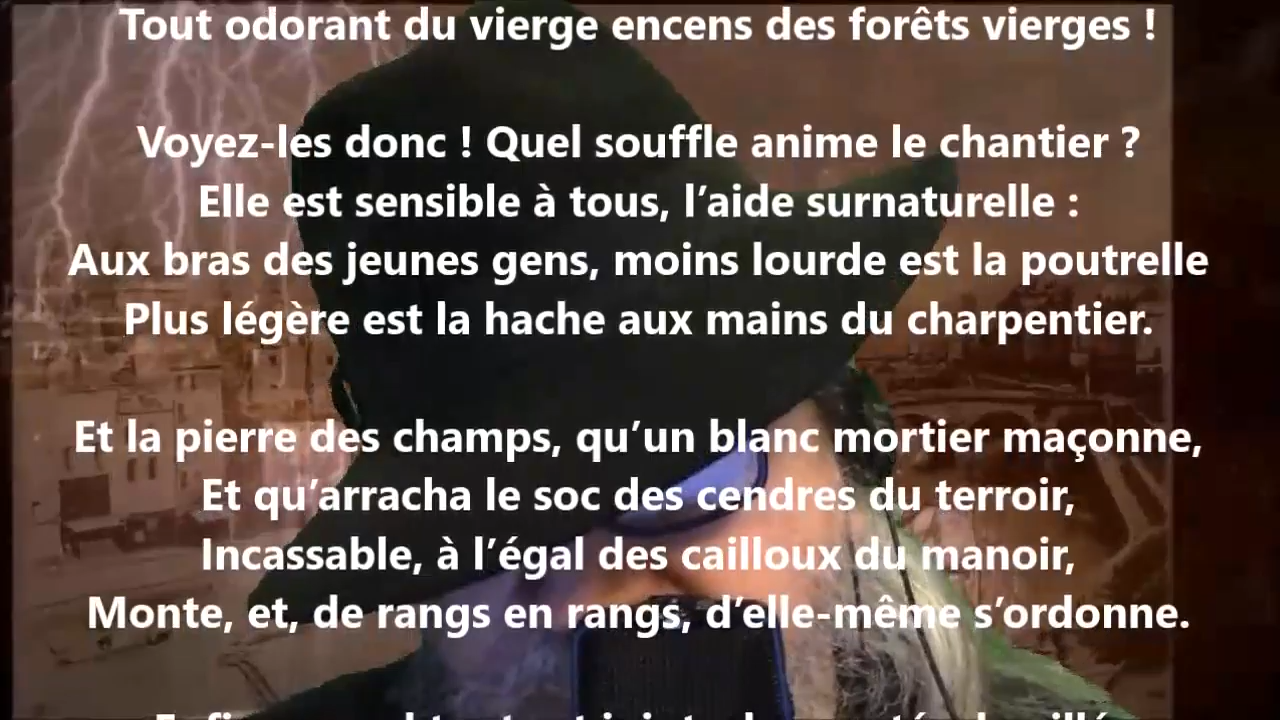 Tout odorant du vierge encens des forêts vierges !
Voyez-les donc ! Quel souffle anime le chantier ?
Elle est sensible à tous, l’aide surnaturelle :
Aux bras des jeunes gens, moins lourde est la poutrelle
Plus légère est la hache aux mains du charpentier.
Et la pierre des champs, qu’un blanc mortier maçonne,
Et qu’arracha le soc des cendres du terroir,
Incassable, à l’égal des cailloux du manoir,
Monte, et, de rangs en rangs, d’elle-même s’ordonne.